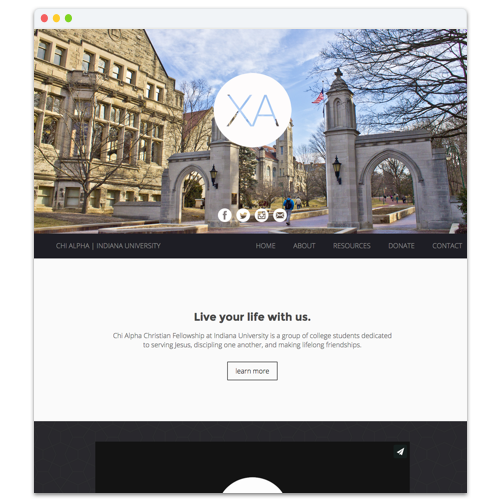 XA
CHI ALPHA | INDIANA UNIVERSITY HOME ABOUT RESOURCES DONATE CONTACT
Live your life with us.
Chi Alpha Christian Fellowship at Indiana University is a group of college students dedicated
to serving Jesus, discipling one another, and making lifelong friendships.
learn more